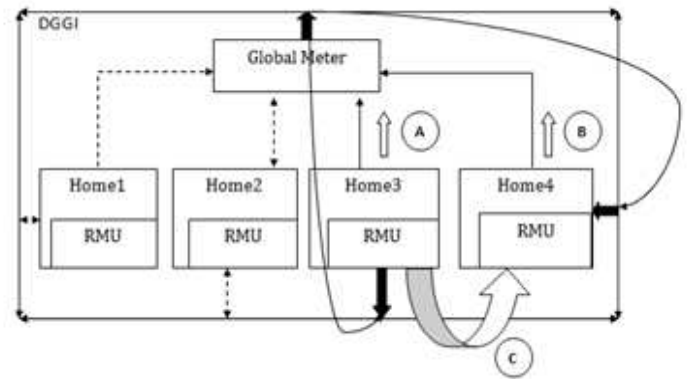 DGGI
Global Meter
A
B
Home1
Home2
Home3
Home4
RMU
RMU
RMU
RMU
C